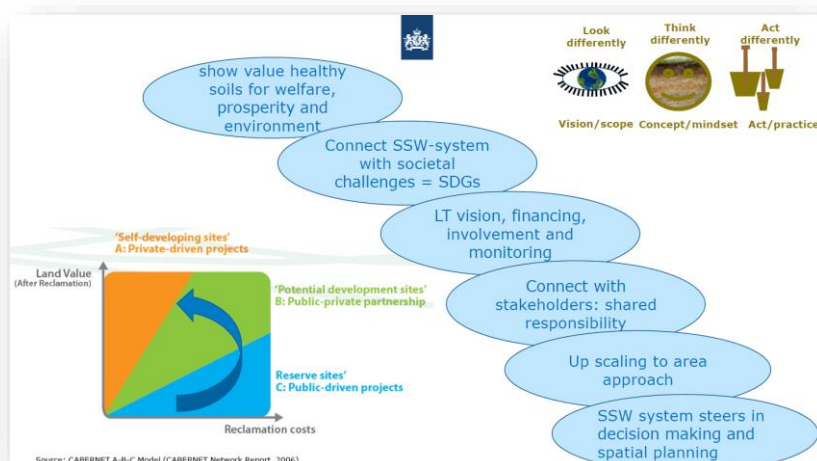 Look
differently
Think
differently
Act
differently
Vision/scope
Concept/mindset
Act/practice
show value healthy
soils for welfare,
prosperity and
environment
Connect SSW-system
with societal
challenges = SDGs
LT vision, financing,
involvement and
monitoring
Connect with
stakeholders: shared
responsibility
Up scaling to area
approach
SSW system steers in
decision making and
spatial planning
'Self-developing sites'
A: Private-driven projects
Land Value
(After Reclamation)
'Potential development sites'
B: Public-private partnership
Reserve sites'
C: Public-driven projects
Reclamation costs
Source: CABERNET A-B-C Model (CABERNET Network Report, 2006)